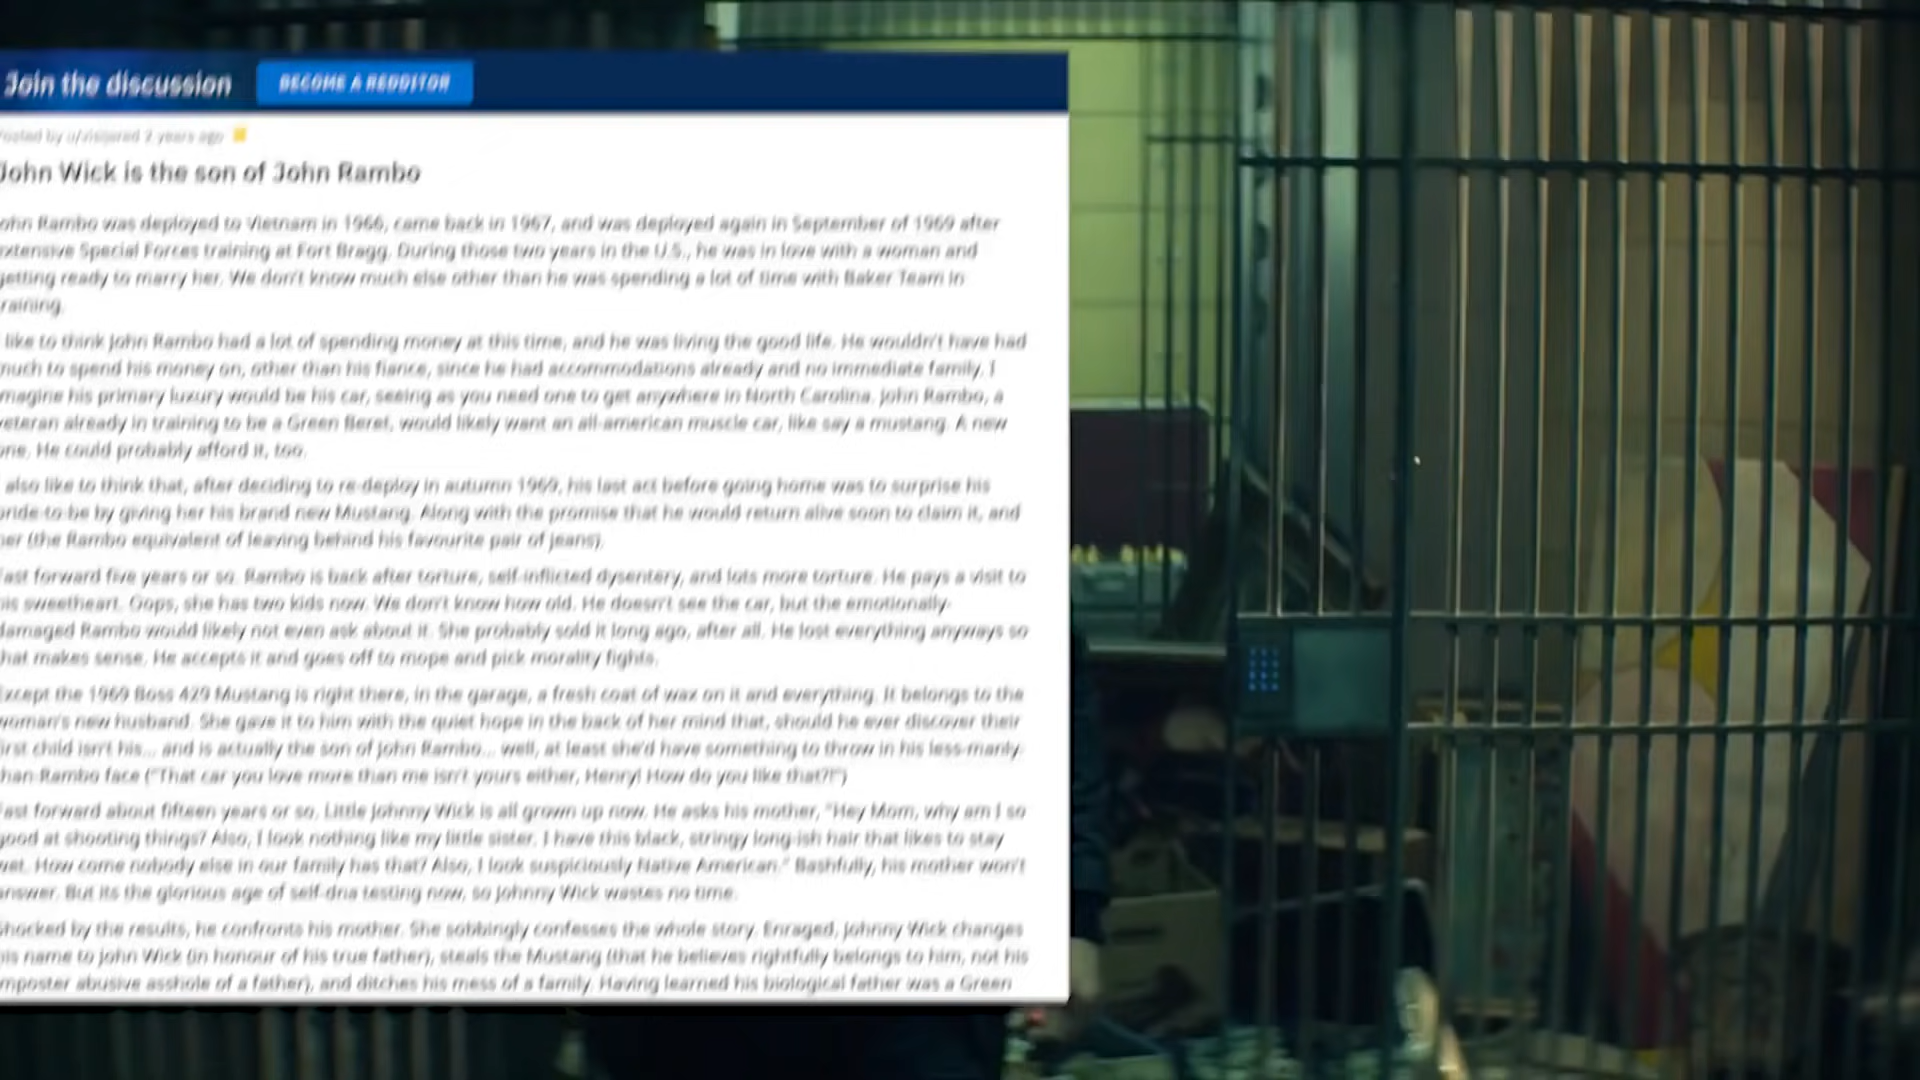 Join the discussion BECOME A REDDITOR
Posted by 2 years ago
John Wick is the son of John Rambo
ohn Rambo was deployed to Vietnam in 1966, came back in 1967, and was deployed again in September of 1969 after
extensive Special Forces training at Fort Bragg. During those two years in the U.S., he was in love with a woman and
getting ready to marry her. We don't know much else other than he was spending a lot of time with Baker Team in
training.
like to think John Rambo had a lot of spending money at this time, and he was living the good life. He wouldn't have had
much to spend his money on, other than his fiance, since he had accommodations already and no immediate family. I
magine his primary luxury would be his car, seeing as you need one to get anywhere in North Carolina. John Rambo, a
veteran already in training to be a Green Beret, would likely want an all-american muscle car, like say a mustang. A new
one. He could probably afford it, too.
also like to think that, after deciding to re-deploy in autumn 1969, his last act before going home was to surprise his
bride-to-be by giving her his brand new Mustang. Along with the promise that he would return alive soon to claim it, and
her (the Rambo equivalent of leaving behind his favourite pair of jeans).
Fast forward five years or so. Rambo is back after torture, self-inflicted dysentery, and lots more torture. He pays a visit to
his sweetheart. Oops, she has two kids now. We don't know how old. He doesn't see the car, but the emotionally-
damaged Rambo would likely not even ask about it. She probably sold it long ago, after all. He lost everything anyways so
that makes sense. He accepts it and goes off to mope and pick morality fights.
Except the 1969 Boss 429 Mustang is right there, in the garage, a fresh coat of wax on it and everything. It belongs to the
woman's new husband. She gave it to him with the quiet hope in the back of her mind that, should he ever discover their
first child isn't his... and is actually the son of John Rambo... well, at least she'd have something to throw in his less-manly-
than-Rambo face ("That car you love more than me isn't yours either, Henry! How do you like that?!")
Fast forward about fifteen years or so. Little Johnny Wick is all grown up now. He asks his mother, "Hey Mom, why am I so
good at shooting things? Also, I look nothing like my little sister. I have this black, stringy long-ish hair that likes to stay
wet. How come nobody else in our family has that? Also, I look suspiciously Native American." Bashfully, his mother won't
answer. But its the glorious age of self-dna testing now, so Johnny Wick wastes no time.
Shocked by the results, he confronts his mother. She sobbingly confesses the whole story. Enraged, Johnny Wick changes
his name to John Wick (in honour of his true father), steals the Mustang (that he believes rightfully belongs to him, not his
imposter abusive asshole of a father), and ditches his mess of a family. Having learned his biological father was a Green